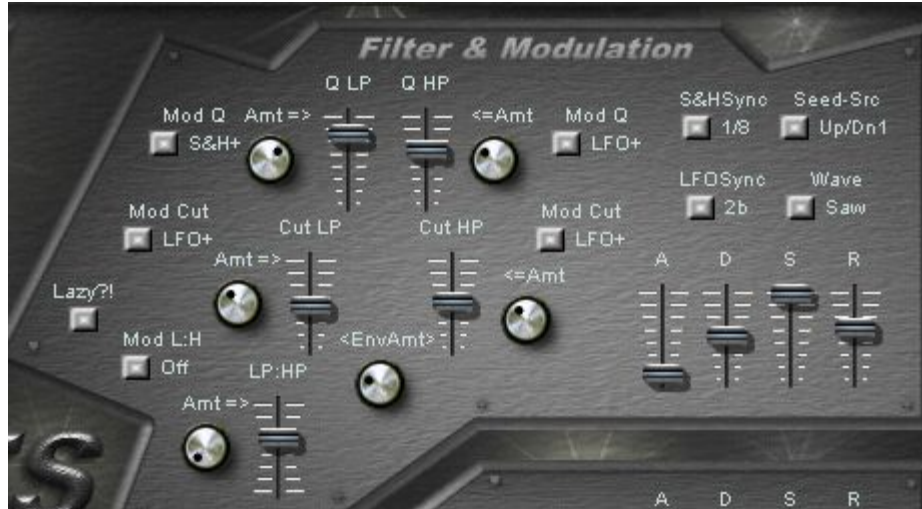 Filter & Modulation
Q LP Q HP
Mod Q Amt => <=Amt Mod Q S&HSync Seed-Src
S&H+ LFO+ 1/8 Up/Dn1
LFOSync Wave
2b Saw
Mod Cut Mod Cut
LFO+ Cut LP Cut HP LFO+
Amt => <=Amt A D S R
Lazy?!
Mod L:H <EnvAmt>
Off LP:HP
Amt =>
ES
A D S R